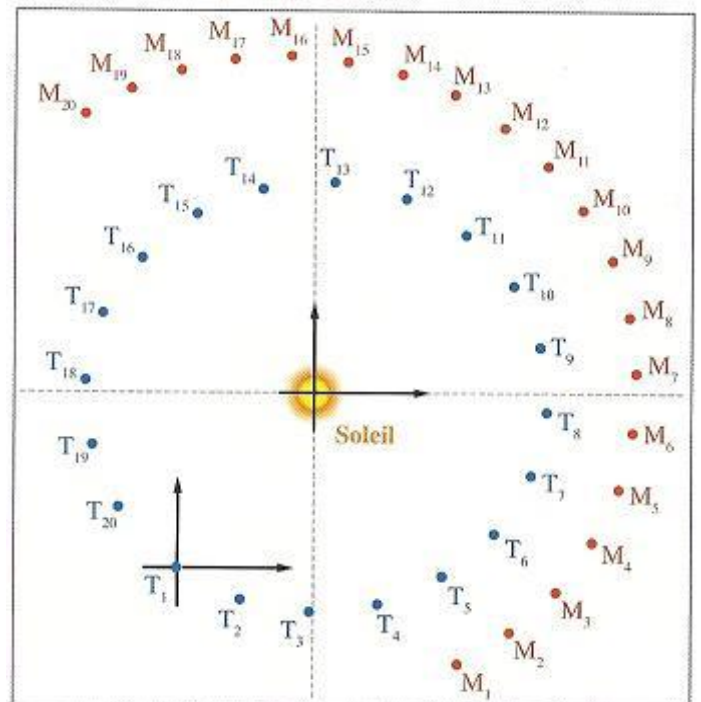 M₁₆
M₁₇
M₁₅
M₁₈
M₁₄
M₁₉
M₁₃
M₂₀
M₁₂
M₁₁
T₁₃
T₁₄
T₁₂
T₁₅
M₁₀
T₁₁
T₁₆
M₉
T₁₀
T₁₇
M₈
T₉
T₁₈
M₇
T₈
Soleil
M₆
T₁₉
T₇
M₅
T₂₀
T₆
M₄
T₁
T₅
M₃
T₂
T₃
T₄
M₂
M₁